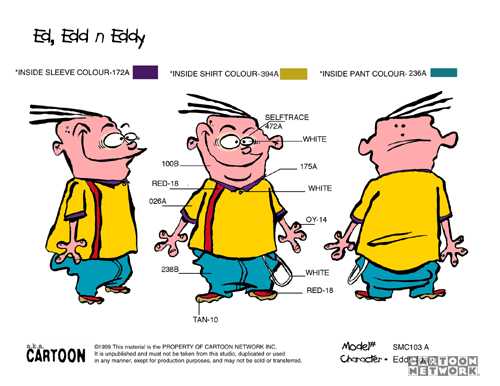 Ed, Edd n Eddy
*INSIDE SLEEVE COLOUR-172A
*INSIDE SHIRT COLOUR-394A
*INSIDE PANT COLOUR- 236A
SELFTRACE
472A
WHITE
100B
175A
RED-18
WHITE
026A
OY-14
238B
WHITE
RED-18
TAN-10
a.k.a.
CARTOON
©1999 This material is the PROPERTY OF CARTOON NETWORK INC.
It is unpublished and must not be taken from this studio, duplicated or used
in any manner, exept for production purposes, and may not be sold or transferred.
Model# SMC103 A
Character •
CARTOON NETWORK